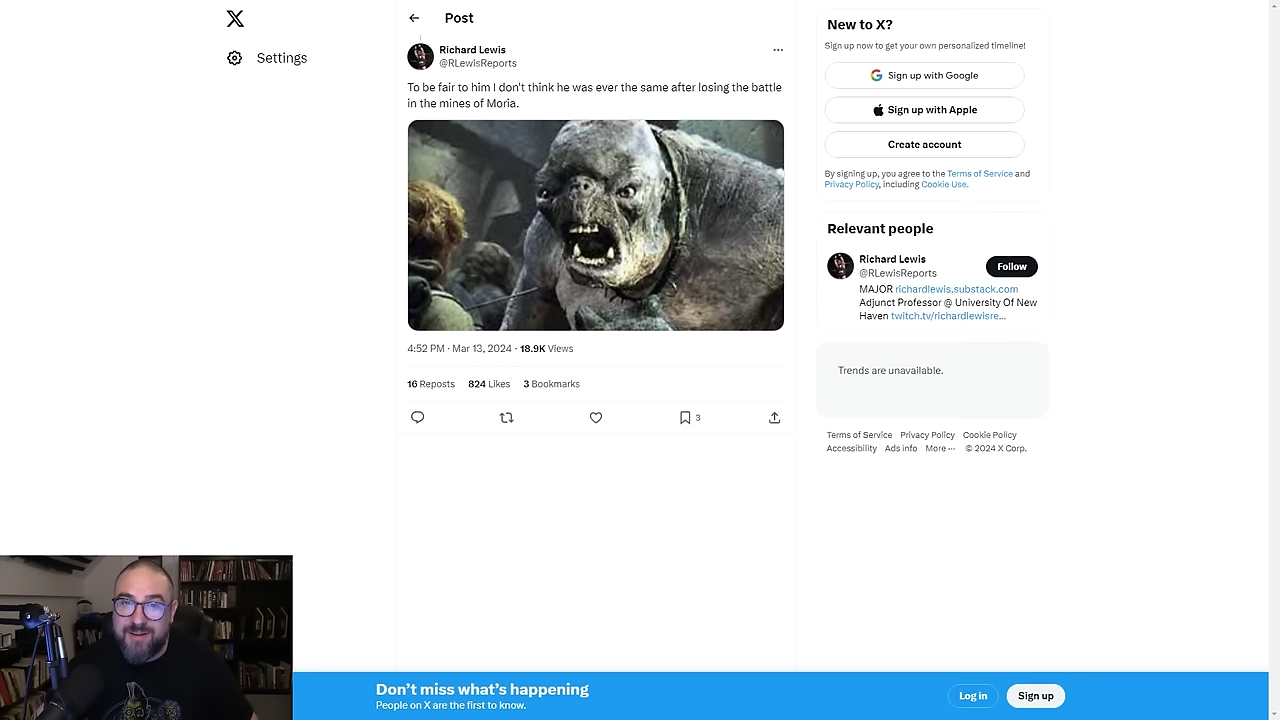 Settings
Post
Richard Lewis
@RLewisReports
To be fair to him I don't think he was ever the same after losing the battle
in the mines of Moria.
4:52 PM · Mar 13, 2024 · 18.9K Views
16 Reposts 824 Likes 3 Bookmarks
3
New to X?
Sign up now to get your own personalized timeline!
Sign up with Google
Sign up with Apple
Create account
By signing up, you agree to the Terms of Service and
Privacy Policy, including Cookie Use.
Relevant people
Richard Lewis
@RLewisReports
Follow
MAJOR richardlewis.substack.com
Adjunct Professor @ University Of New
Haven twitch.tv/richardlewisre...
Trends are unavailable.
Terms of Service Privacy Policy Cookie Policy
Accessibility Ads info More ··· © 2024 X Corp.
Don't miss what's happening
People on X are the first to know.
Log in
Sign up